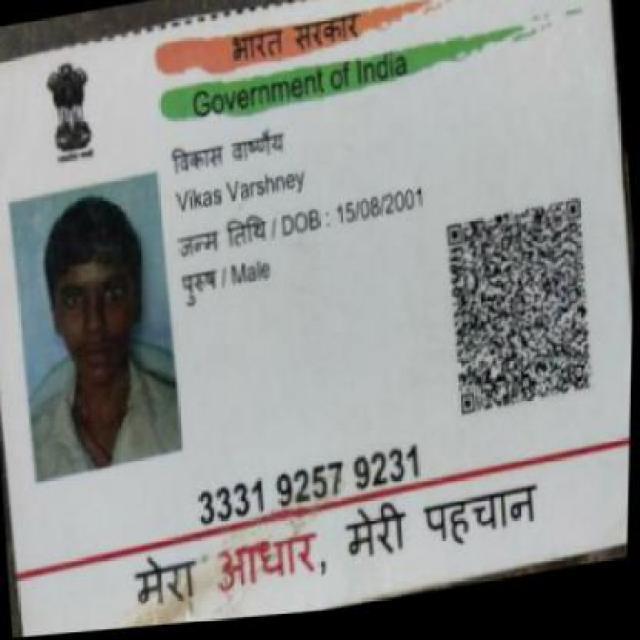 भारत सरकार
Government of India
विकास वार्ष्णेय
Vikas Varshney
जन्म तिथि / DOB : 15/08/2001
पुरुष / Male
3331 9257 9231
मेरा आधार, मेरी पहचान